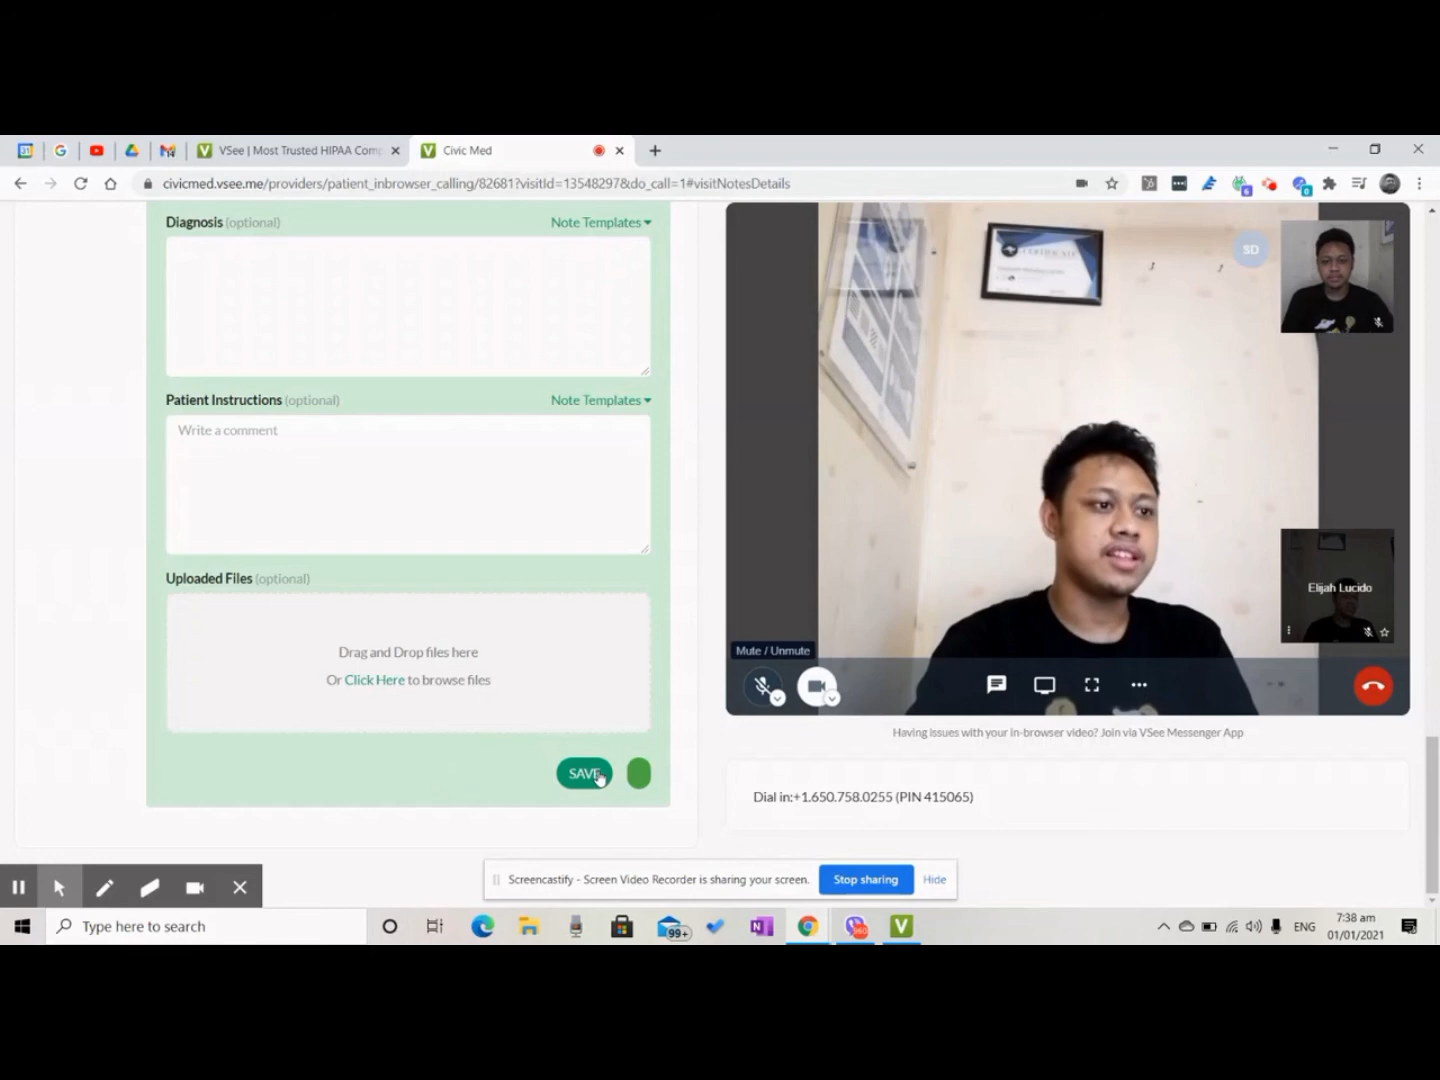 VSee | Most Trusted HIPAA Comp
Civic Med
civicmed.vsee.me/providers/patient_inbrowser_calling/82681?visitId=13548297&do_call=1#visitNotesDetails
Diagnosis (optional)
Note Templates
Patient Instructions (optional)
Note Templates
Write a comment
Uploaded Files (optional)
Drag and Drop files here
Or Click Here to browse files
SAVE
SD
Elijah Lucido
Mute / Unmute
Having issues with your in-browser video? Join via VSee Messenger App
Dial in:+1.650.758.0255 (PIN 415065)
Screencastify - Screen Video Recorder is sharing your screen.
Stop sharing
Hide
Type here to search
99+
ENG
7:38 am
01/01/2021